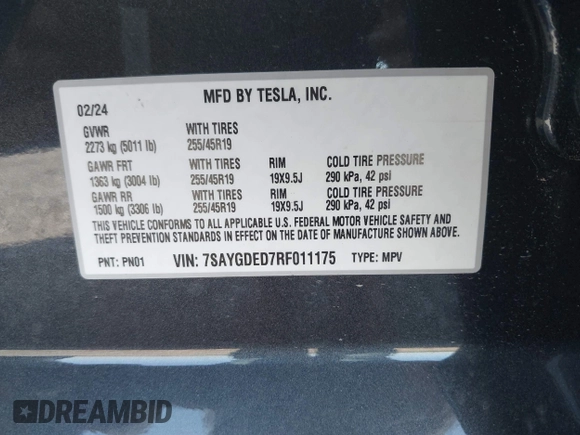 MFD BY TESLA, INC.
02/24
GVWR WITH TIRES
2273 kg (5011 lb) 255/45R19
GAWR FRT WITH TIRES RIM COLD TIRE PRESSURE
1363 kg (3004 lb) 255/45R19 19X9.5J 290 kPa, 42 psi
GAWR RR WITH TIRES RIM COLD TIRE PRESSURE
1500 kg (3306 lb) 255/45R19 19X9.5J 290 kPa, 42 psi
THIS VEHICLE CONFORMS TO ALL APPLICABLE U.S. FEDERAL MOTOR VEHICLE SAFETY AND
THEFT PREVENTION STANDARDS IN EFFECT ON THE DATE OF MANUFACTURE SHOWN ABOVE.
PNT: PN01 VIN: 7SAYGDED7RF011175 TYPE: MPV
DREAMBID